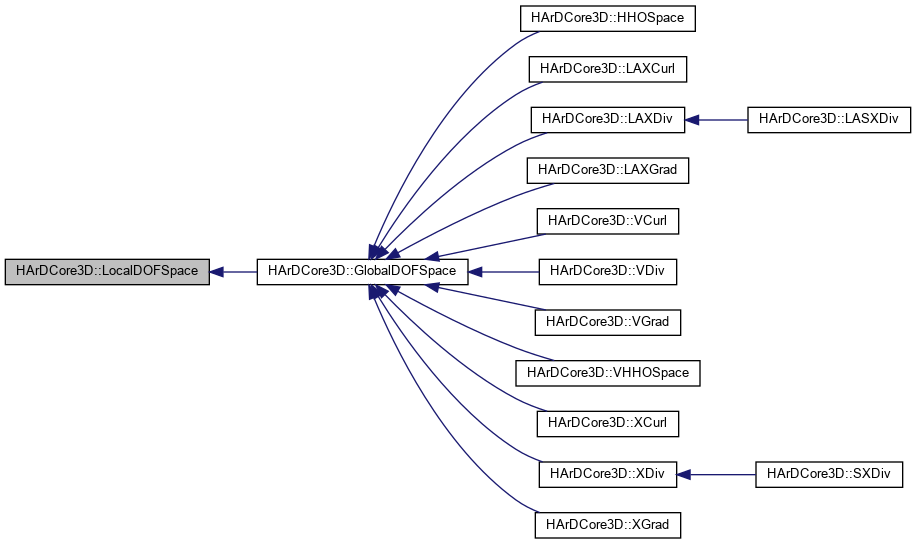 HArDCore3D::HHOSpace
HArDCore3D::LAXCurl
HArDCore3D::LAXDiv
HArDCore3D::LASXDiv
HArDCore3D::LAXGrad
HArDCore3D::VCurl
HArDCore3D::LocalDOFSpace
HArDCore3D::GlobalDOFSpace
HArDCore3D::VDiv
HArDCore3D::VGrad
HArDCore3D::VHHOSpace
HArDCore3D::XCurl
HArDCore3D::XDiv
HArDCore3D::SXDiv
HArDCore3D::XGrad